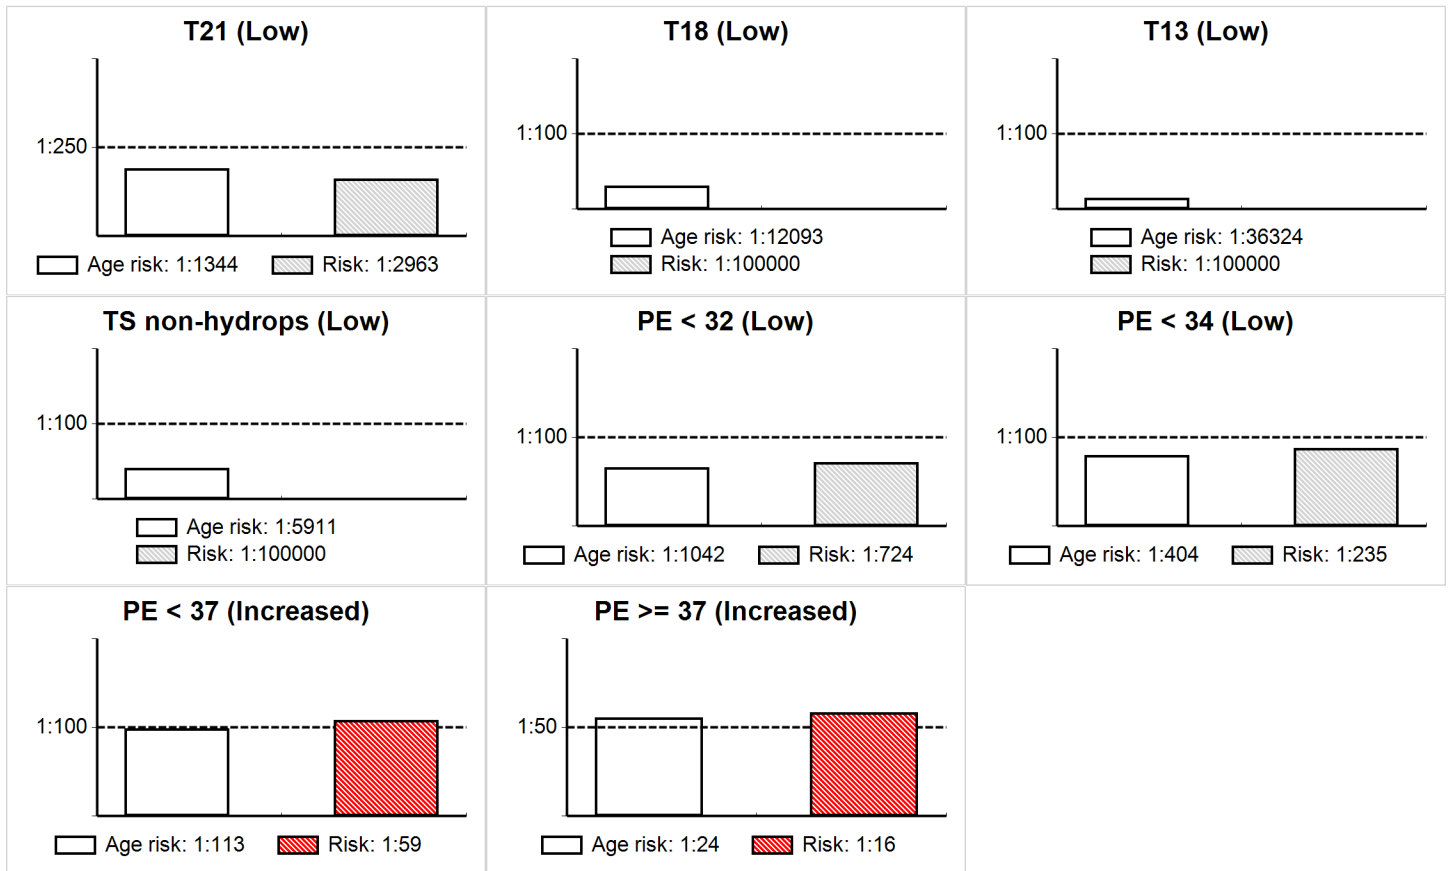 T21 (Low)
1:250
Age risk: 1:1344 Risk: 1:2963
T18 (Low)
1:100
Age risk: 1:12093
Risk: 1:100000
T13 (Low)
1:100
Age risk: 1:36324
Risk: 1:100000
TS non-hydrops (Low)
1:100
Age risk: 1:5911
Risk: 1:100000
PE < 32 (Low)
1:100
Age risk: 1:1042 Risk: 1:724
PE < 34 (Low)
1:100
Age risk: 1:404 Risk: 1:235
PE < 37 (Increased)
1:100
Age risk: 1:113 Risk: 1:59
PE >= 37 (Increased)
1:50
Age risk: 1:24 Risk: 1:16